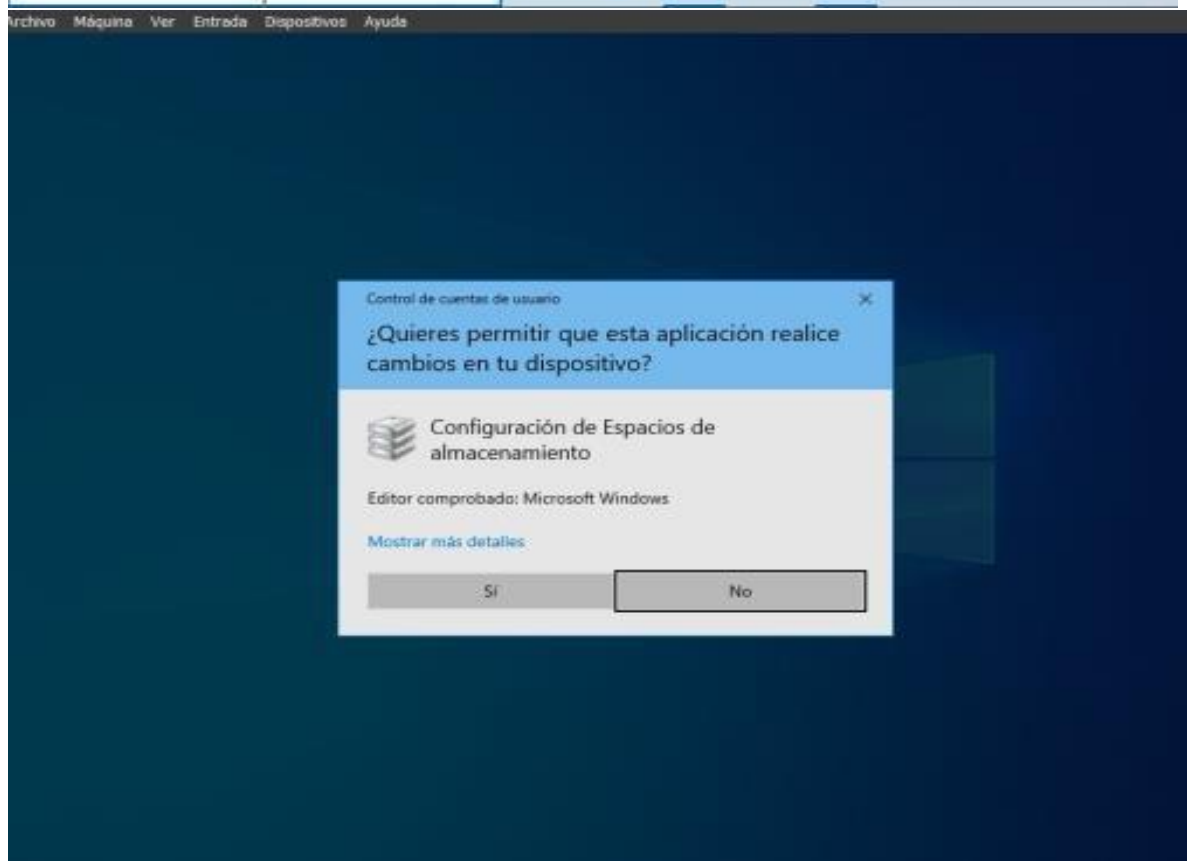 Archivo Máquina Ver Entrada Dispositivos Ayuda
Control de cuentas de usuario
¿Quieres permitir que esta aplicación realice
cambios en tu dispositivo?
Configuración de Espacios de
almacenamiento
Editor comprobado: Microsoft Windows
Mostrar más detalles
Sí No